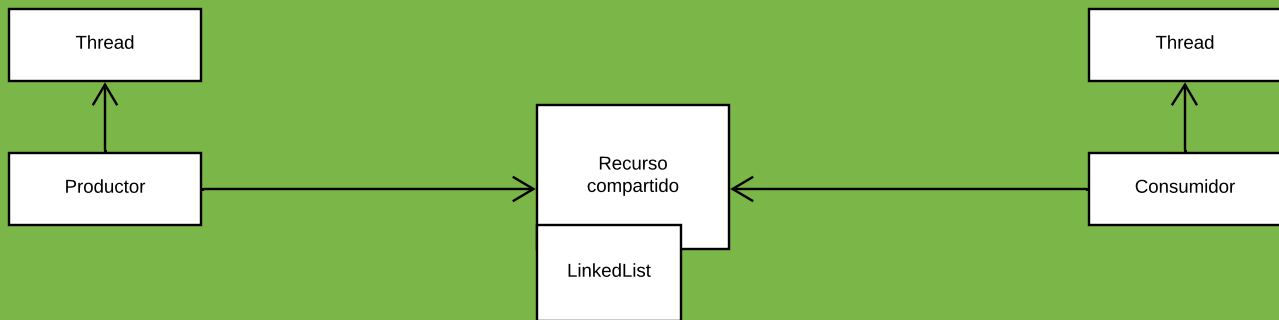 Thread
Thread
Productor
Recurso
compartido
Consumidor
LinkedList